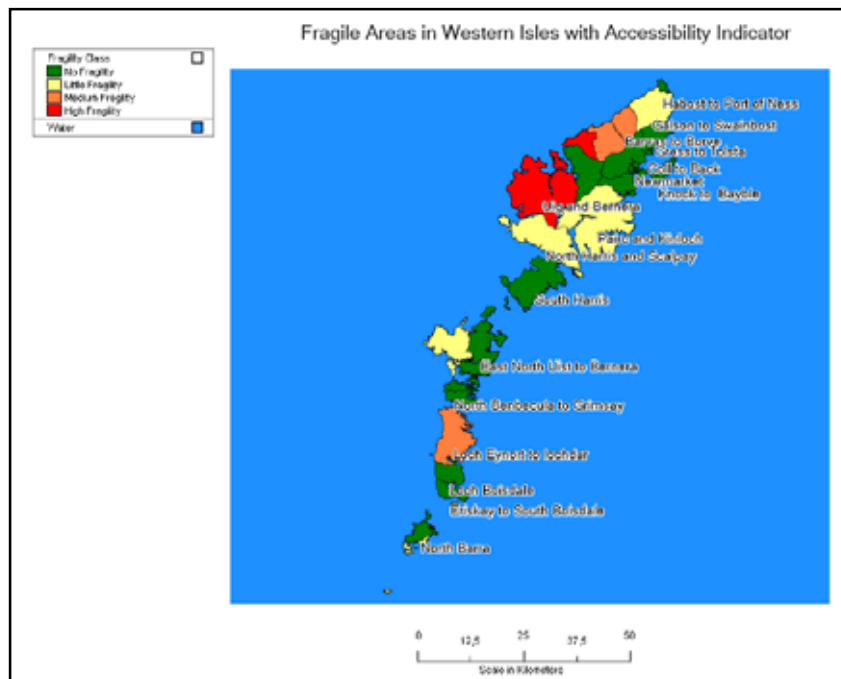 Fragile Areas in Western Isles with Accessibility Indicator
Fragility Class
No Fragility
Little Fragility
Medium Fragility
High Fragility
Water
Habost to Port of Ness
Galson to Swainbost
Barvas to Borve
Gress to Tolsta
Coll to Back
Newmarket
Knock to Bayble
Uig and Bernera
Pairc and Kinloch
North Harris and Scalpay
South Harris
East North Uist to Bernera
North Benbecula to Grimsay
Loch Eynort to Iochdar
Loch Boisdale
Eriskay to South Boisdale
North Barra
0 12,5 25 37,5 50
Scale in Kilometers